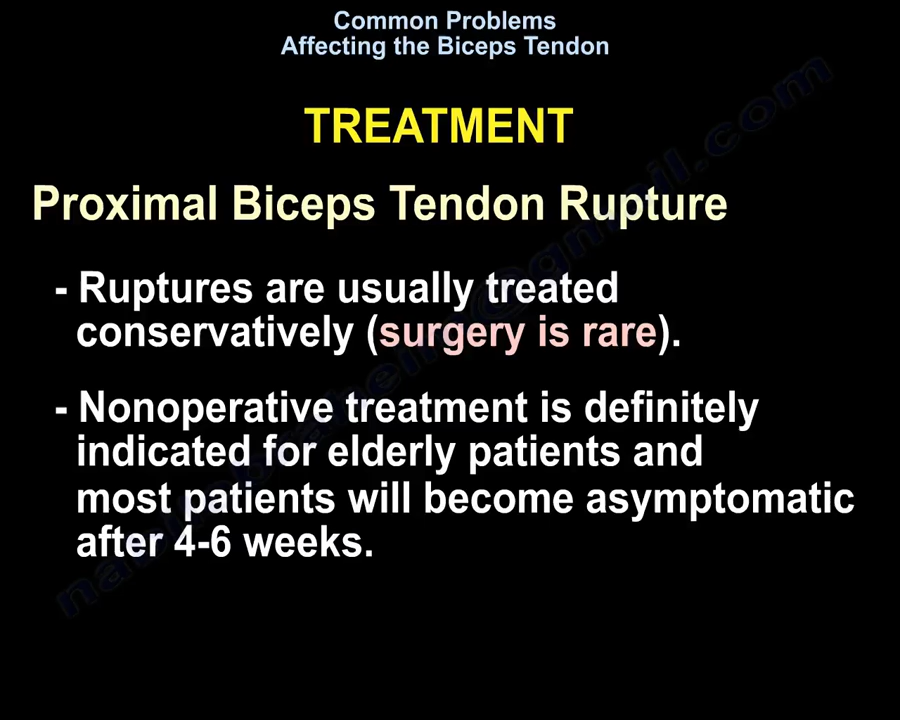 Common Problems
Affecting the Biceps Tendon
TREATMENT
Proximal Biceps Tendon Rupture
- Ruptures are usually treated
conservatively (surgery is rare).
- Nonoperative treatment is definitely
indicated for elderly patients and
most patients will become asymptomatic
after 4-6 weeks.